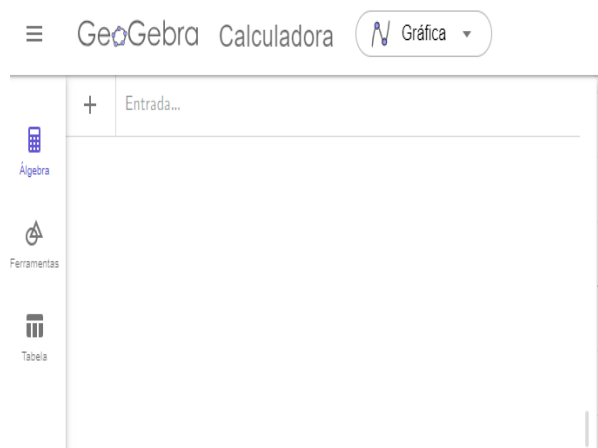 GeoGebra Calculadora Gráfica
+ Entrada...
Álgebra
Ferramentas
Tabela